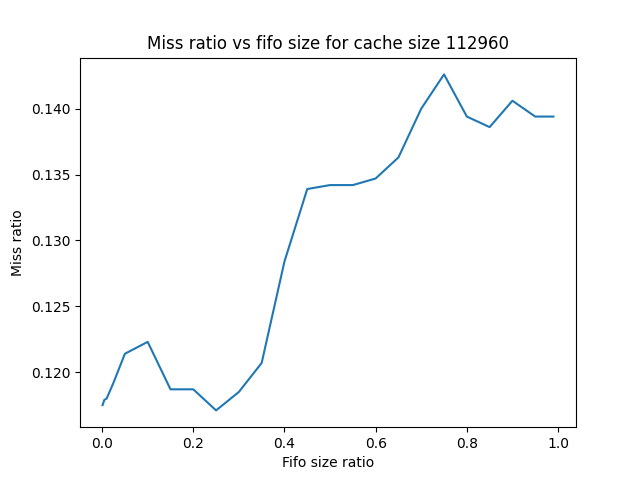 Miss ratio vs fifo size for cache size 112960
0.140
0.135
0.130
0.125
0.120
Miss ratio
0.0 0.2 0.4 0.6 0.8 1.0
Fifo size ratio